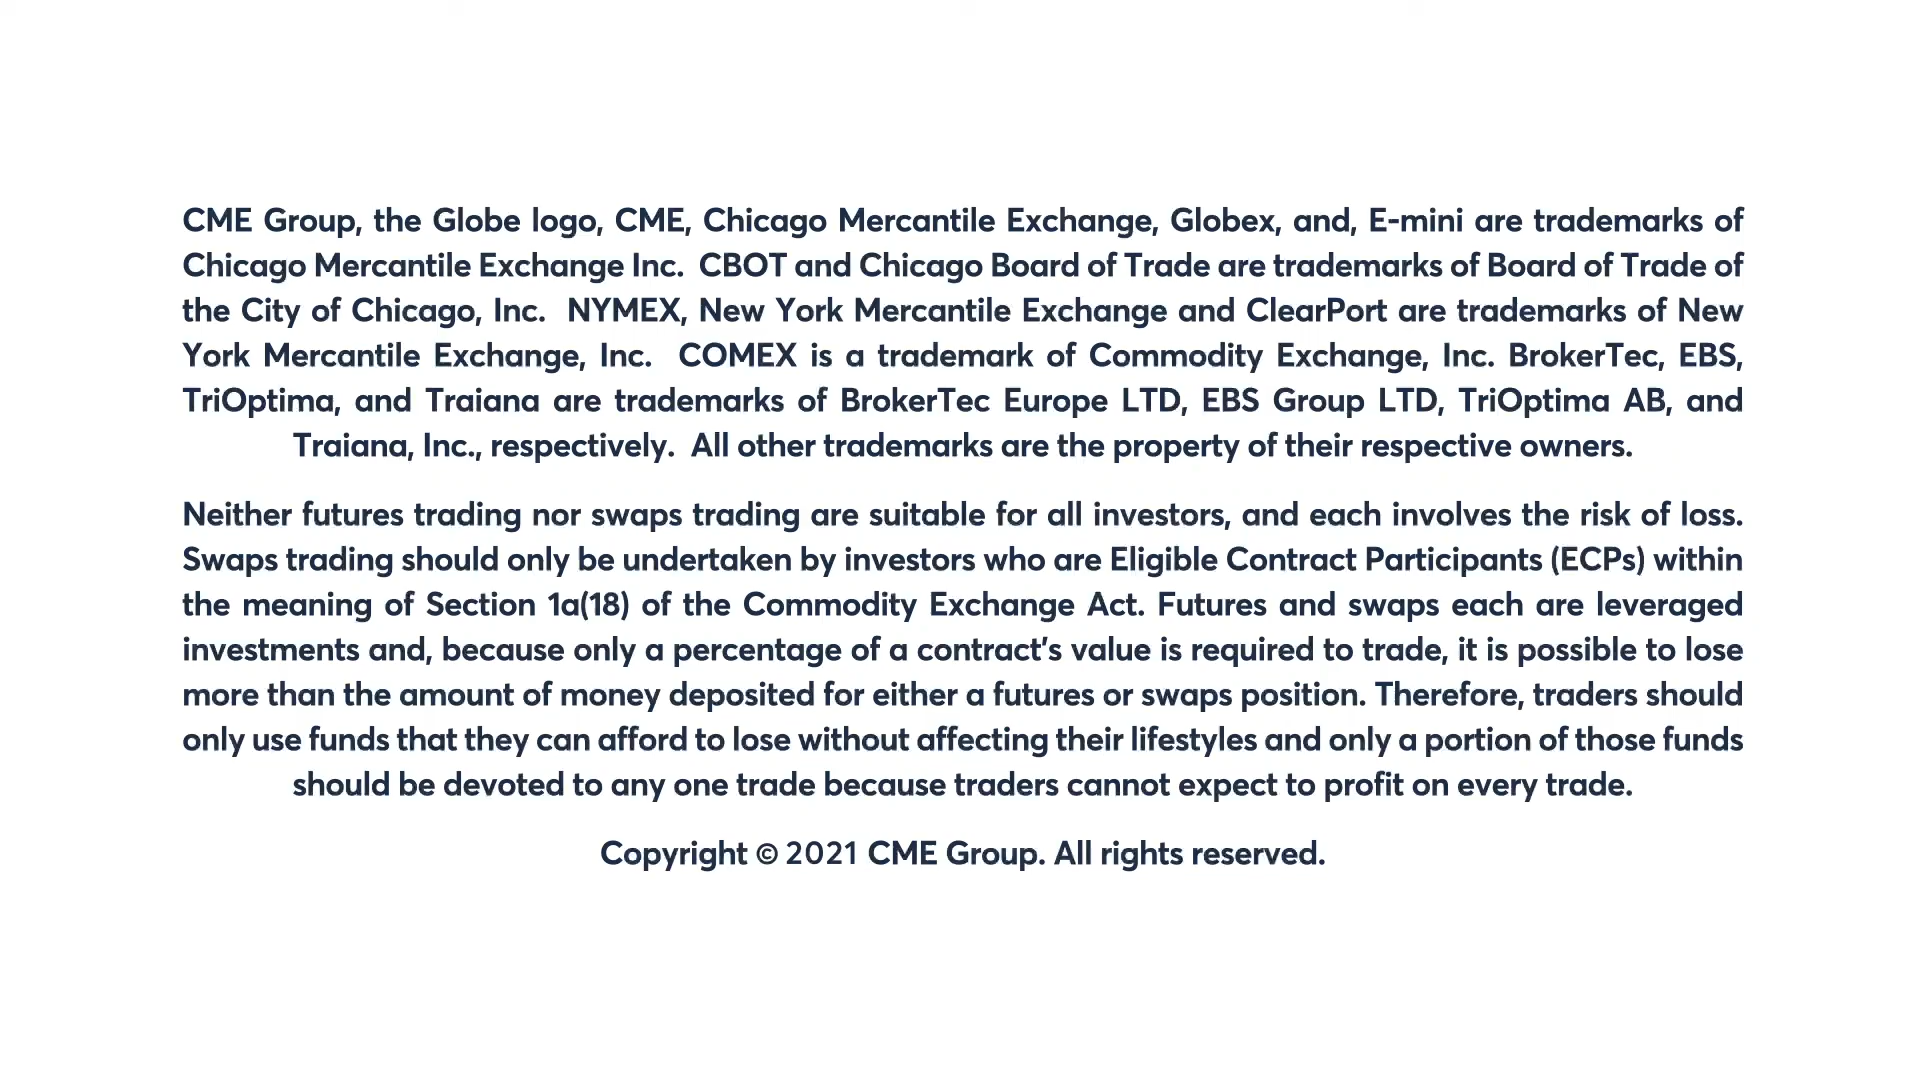 CME Group, the Globe logo, CME, Chicago Mercantile Exchange, Globex, and, E-mini are trademarks of
Chicago Mercantile Exchange Inc.  CBOT and Chicago Board of Trade are trademarks of Board of Trade of
the City of Chicago, Inc.  NYMEX, New York Mercantile Exchange and ClearPort are trademarks of New
York Mercantile Exchange, Inc.  COMEX is a trademark of Commodity Exchange, Inc. BrokerTec, EBS,
TriOptima, and Traiana are trademarks of BrokerTec Europe LTD, EBS Group LTD, TriOptima AB, and
Traiana, Inc., respectively.  All other trademarks are the property of their respective owners.
Neither futures trading nor swaps trading are suitable for all investors, and each involves the risk of loss.
Swaps trading should only be undertaken by investors who are Eligible Contract Participants (ECPs) within
the meaning of Section 1a(18) of the Commodity Exchange Act. Futures and swaps each are leveraged
investments and, because only a percentage of a contract’s value is required to trade, it is possible to lose
more than the amount of money deposited for either a futures or swaps position. Therefore, traders should
only use funds that they can afford to lose without affecting their lifestyles and only a portion of those funds
should be devoted to any one trade because traders cannot expect to profit on every trade.
Copyright © 2021 CME Group. All rights reserved.